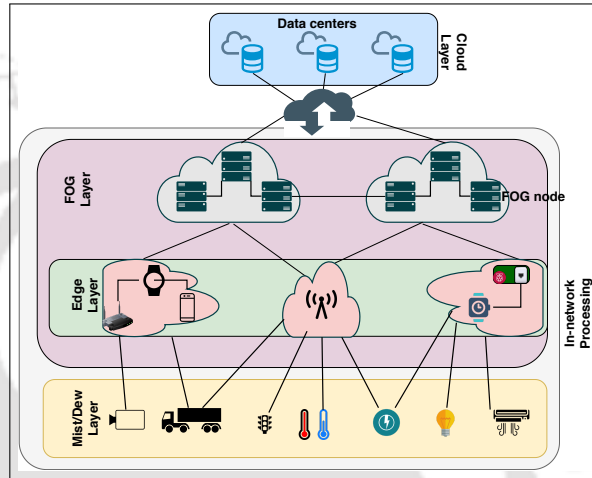 Data centers
Cloud
Layer
FOG
Layer
FOG node
Edge
Layer
In-network
Processing
Mist/Dew
Layer